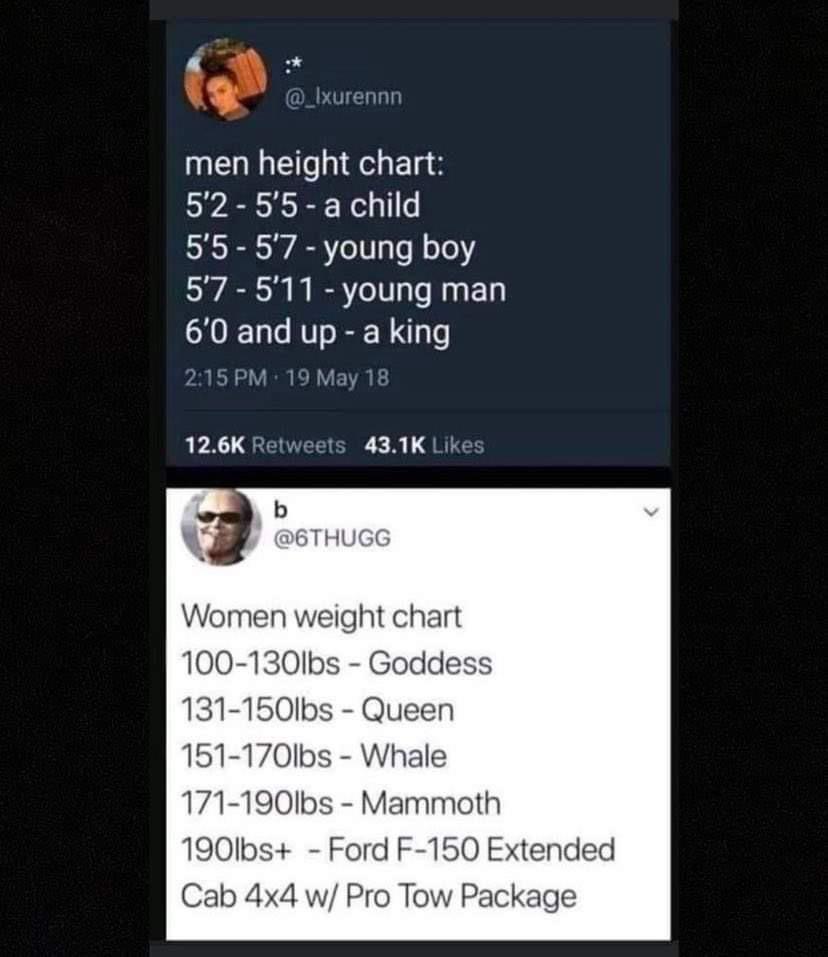 :*
@_lxurennn
men height chart:
5'2 - 5'5 - a child
5'5 - 5'7 - young boy
5'7 - 5'11 - young man
6'0 and up - a king
2:15 PM · 19 May 18
12.6K Retweets 43.1K Likes
b
@6THUGG
Women weight chart
100-130lbs - Goddess
131-150lbs - Queen
151-170lbs - Whale
171-190lbs - Mammoth
190lbs+ - Ford F-150 Extended
Cab 4x4 w/ Pro Tow Package